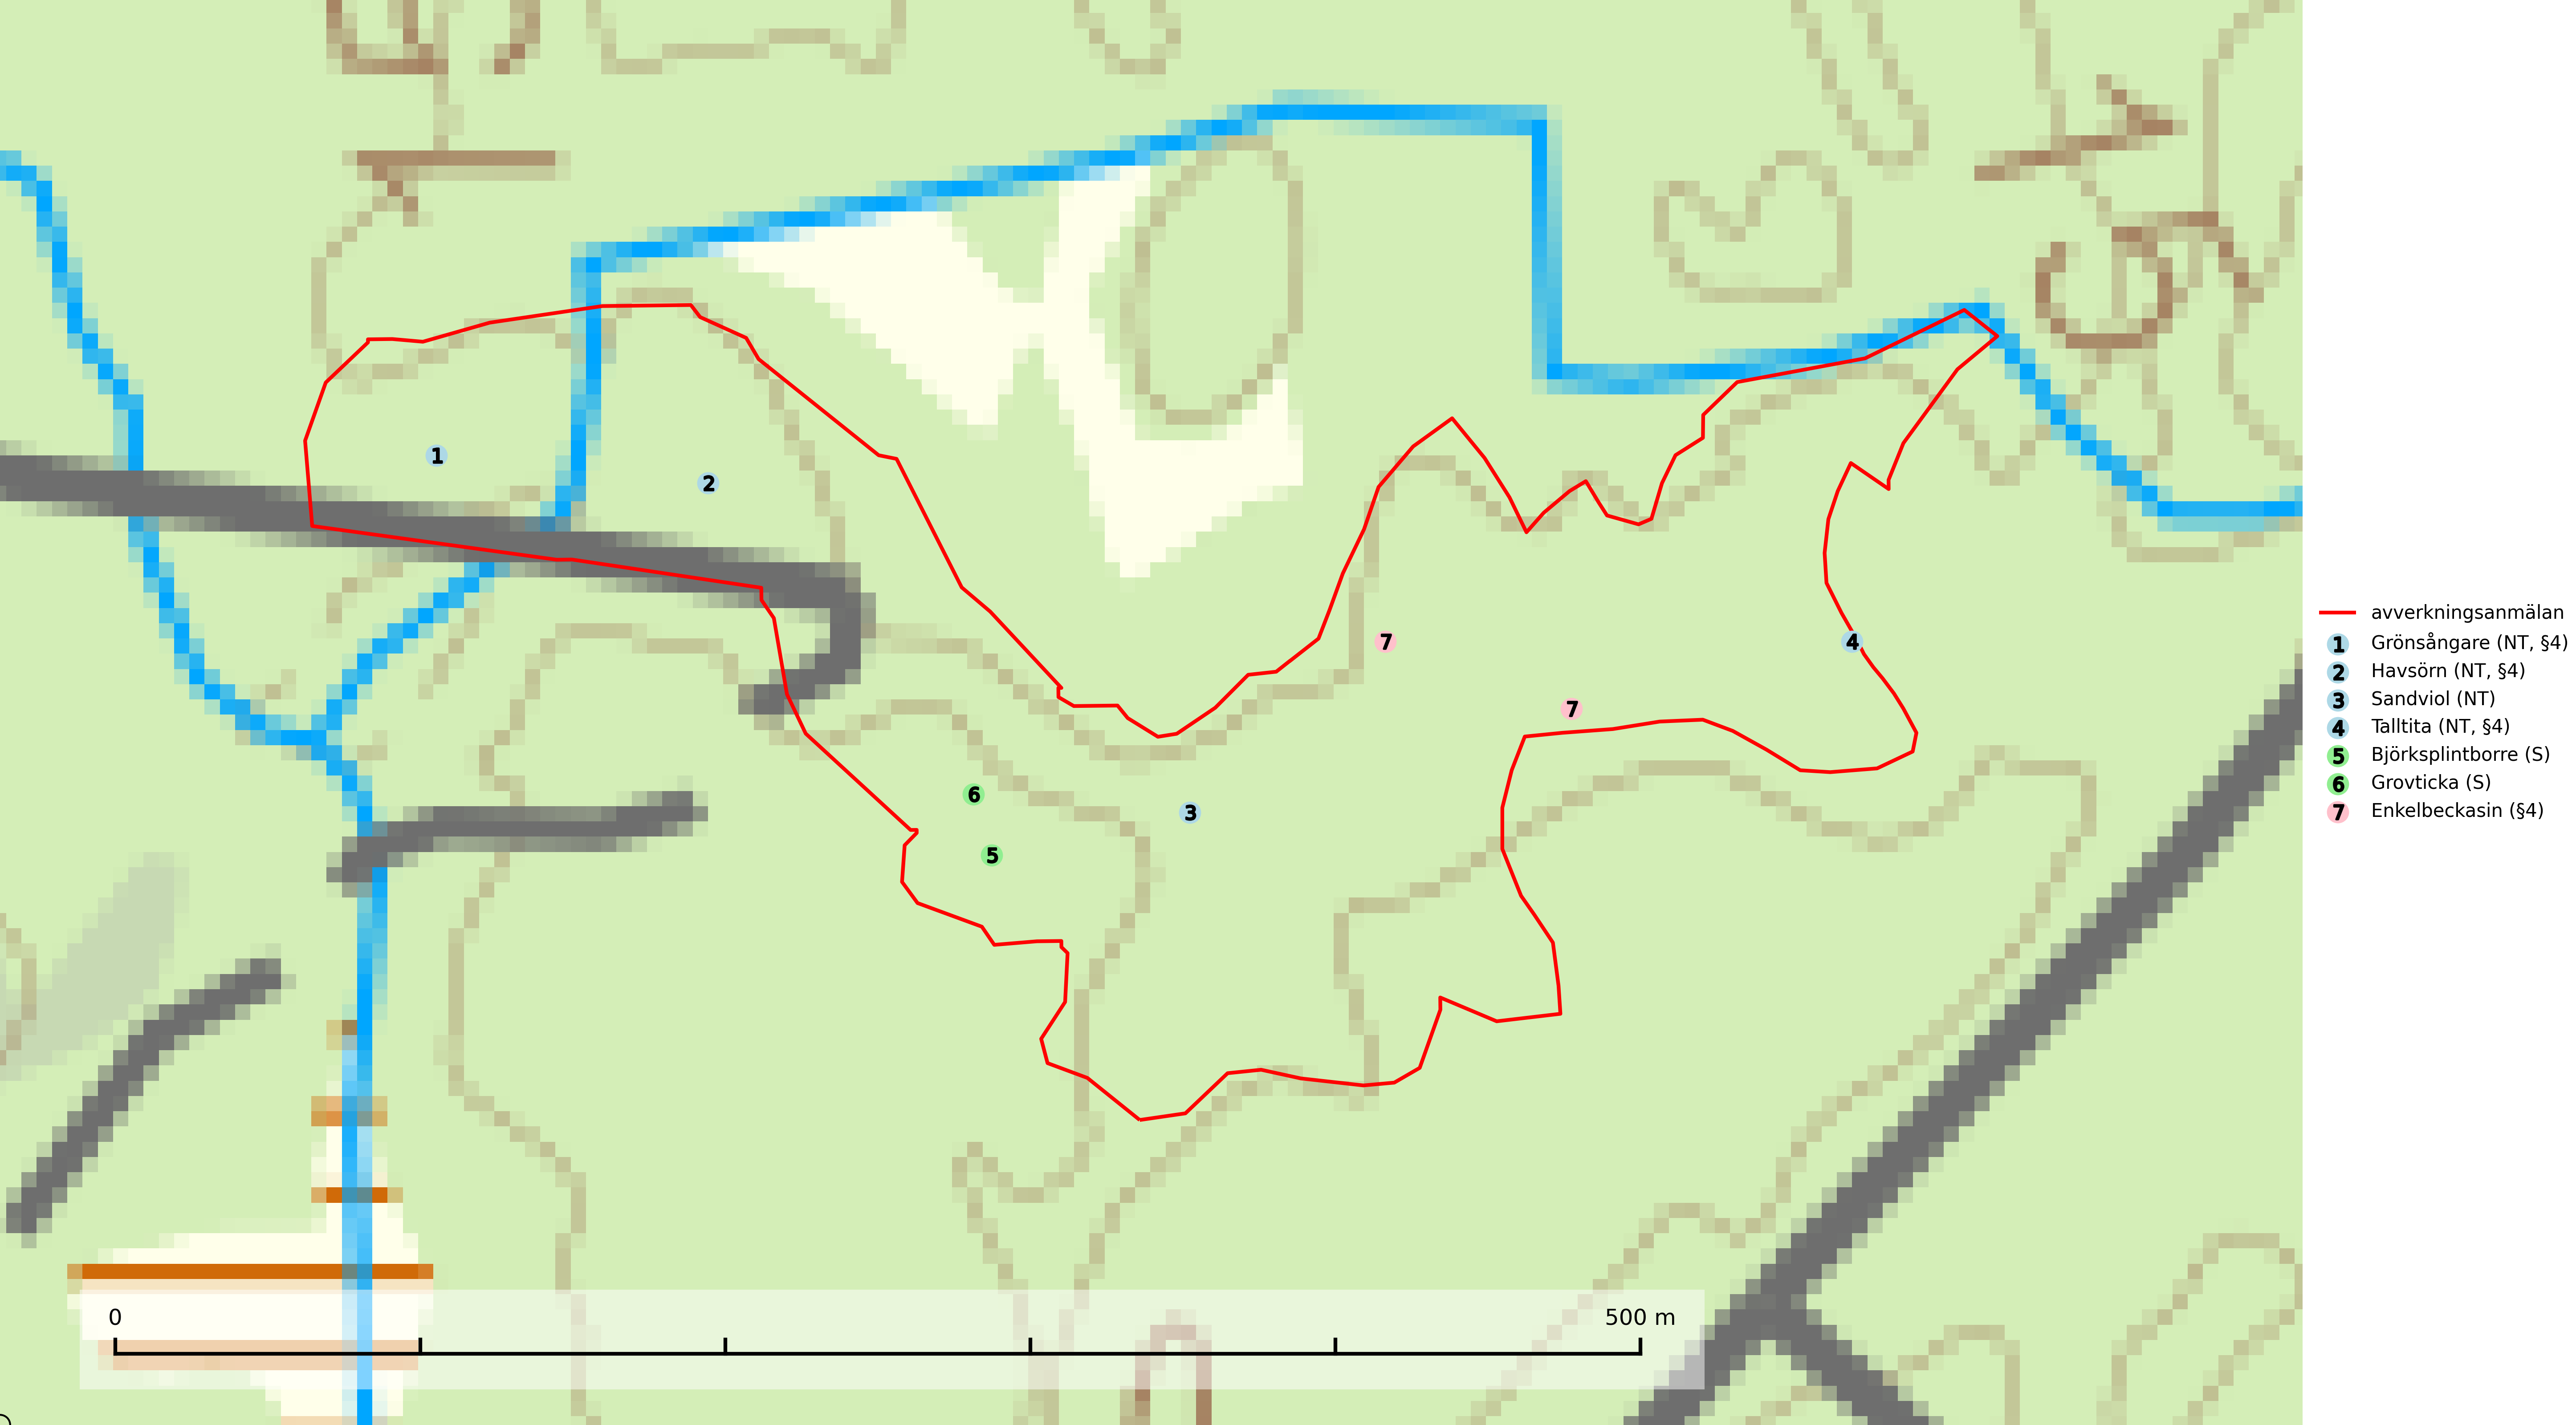 1
2
7
4
7
6
3
5
0
500 m
avverkningsanmälan
1 Grönsångare (NT, §4)
2 Havsörn (NT, §4)
3 Sandviol (NT)
4 Talltita (NT, §4)
5 Björksplintborre (S)
6 Grovticka (S)
7 Enkelbeckasin (§4)